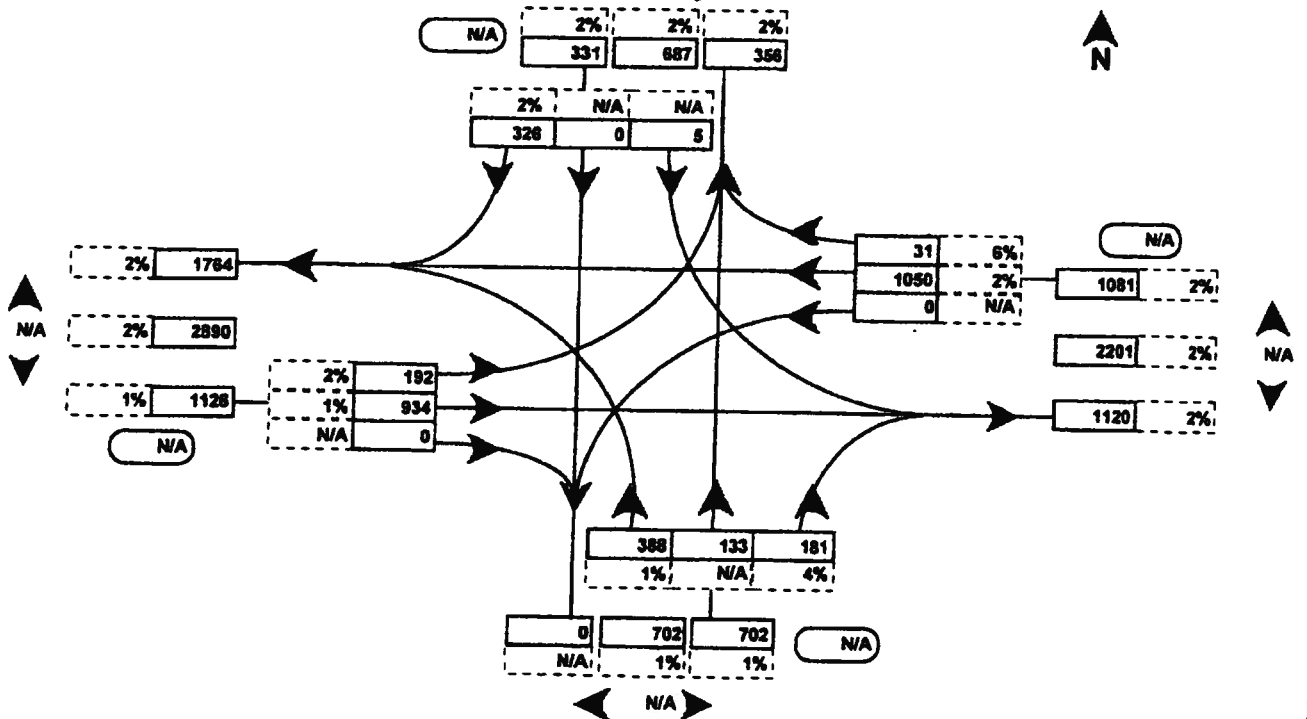 2% 2% 2%
N/A
331 687 356
N
2% N/A N/A
326 0 5
31 6%
N/A
2% 1764
1050 2%
1081 2%
0 N/A
N/A
2% 2890
2201 2%
N/A
2% 192
1% 1126
1% 934
1120 2%
N/A 0
N/A
388 133 181
1% N/A 4%
0 702 702
N/A
N/A 1% 1%
N/A